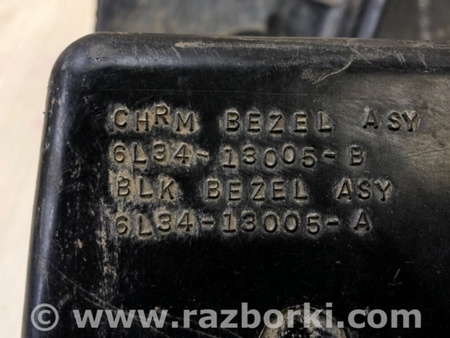 CHRM BEZEL ASY
6L34-13005-B
BLK BEZEL ASY
6L34-13005-A
© www.razborki.com